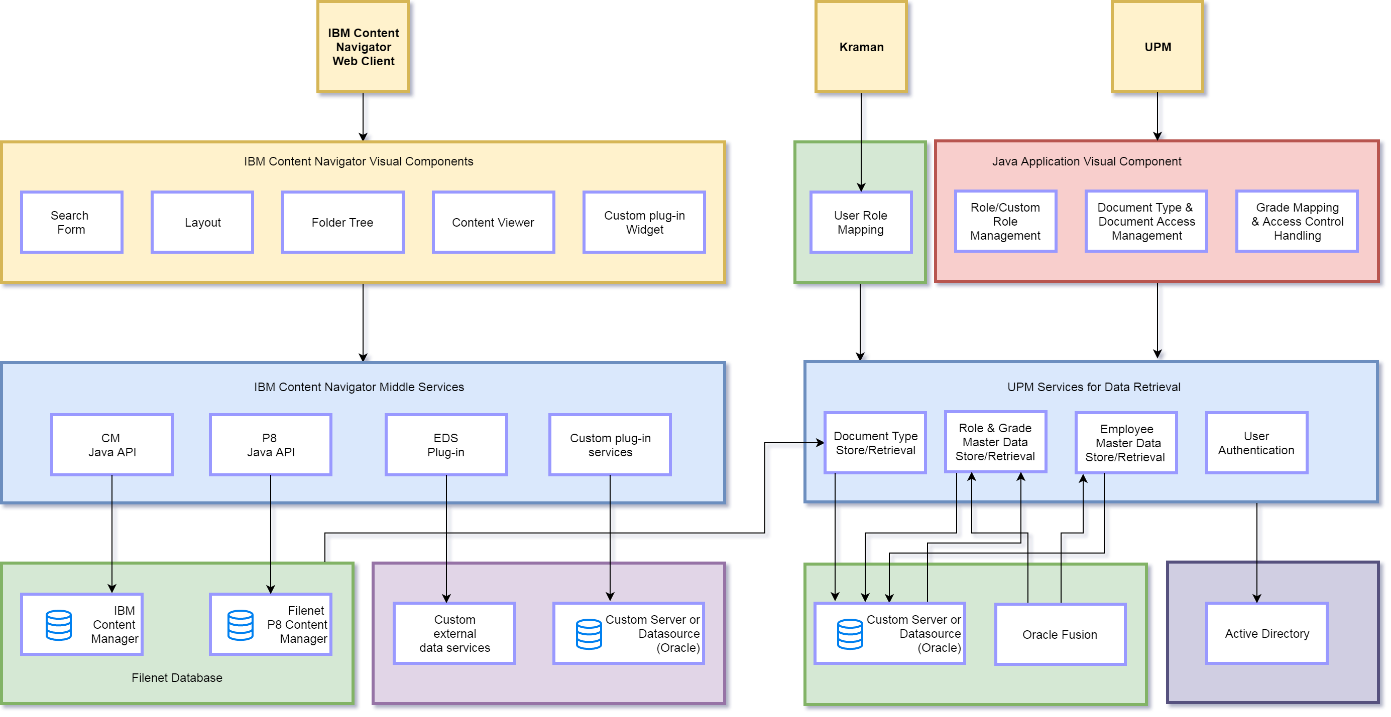 IBM Content
Navigator
Web Client
Kraman
UPM
IBM Content Navigator Visual Components
Search
Form
Layout
Folder Tree
Content Viewer
Custom plug-in
Widget
User Role
Mapping
Java Application Visual Component
Role/Custom
Role
Management
Document Type &
Document Access
Management
Grade Mapping
& Access Control
Handling
IBM Content Navigator Middle Services
CM
Java API
P8
Java API
EDS
Plug-in
Custom plug-in
services
UPM Services for Data Retrieval
Document Type
Store/Retrieval
Role & Grade
Master Data
Store/Retrieval
Employee
Master Data
Store/Retrieval
User
Authentication
IBM
Content
Manager
Filenet
P8 Content
Manager
Filenet Database
Custom
external
data services
Custom Server or
Datasource
(Oracle)
Custom Server or
Datasource
(Oracle)
Oracle Fusion
Active Directory